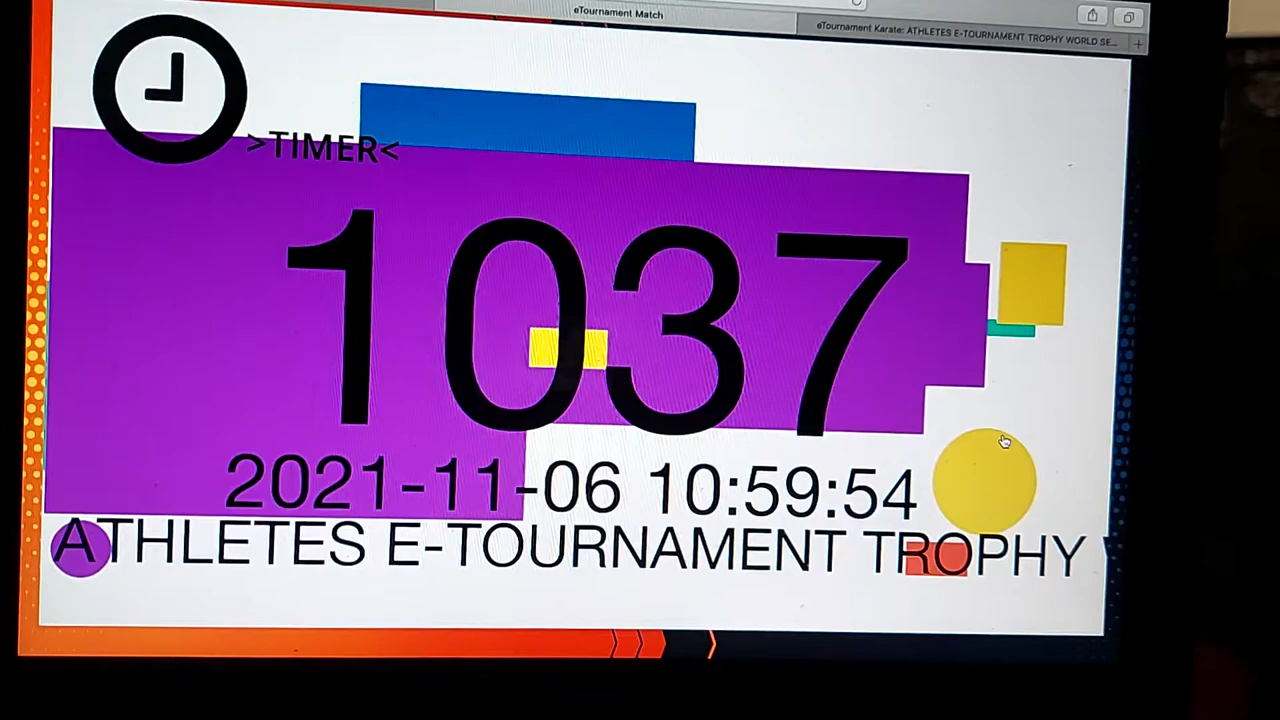 eTournament Match
eTournament Karate: ATHLETES E-TOURNAMENT TROPHY WORLD SE...
>TIMER<
1037
2021-11-06 10:59:54
ATHLETES E-TOURNAMENT TROPHY